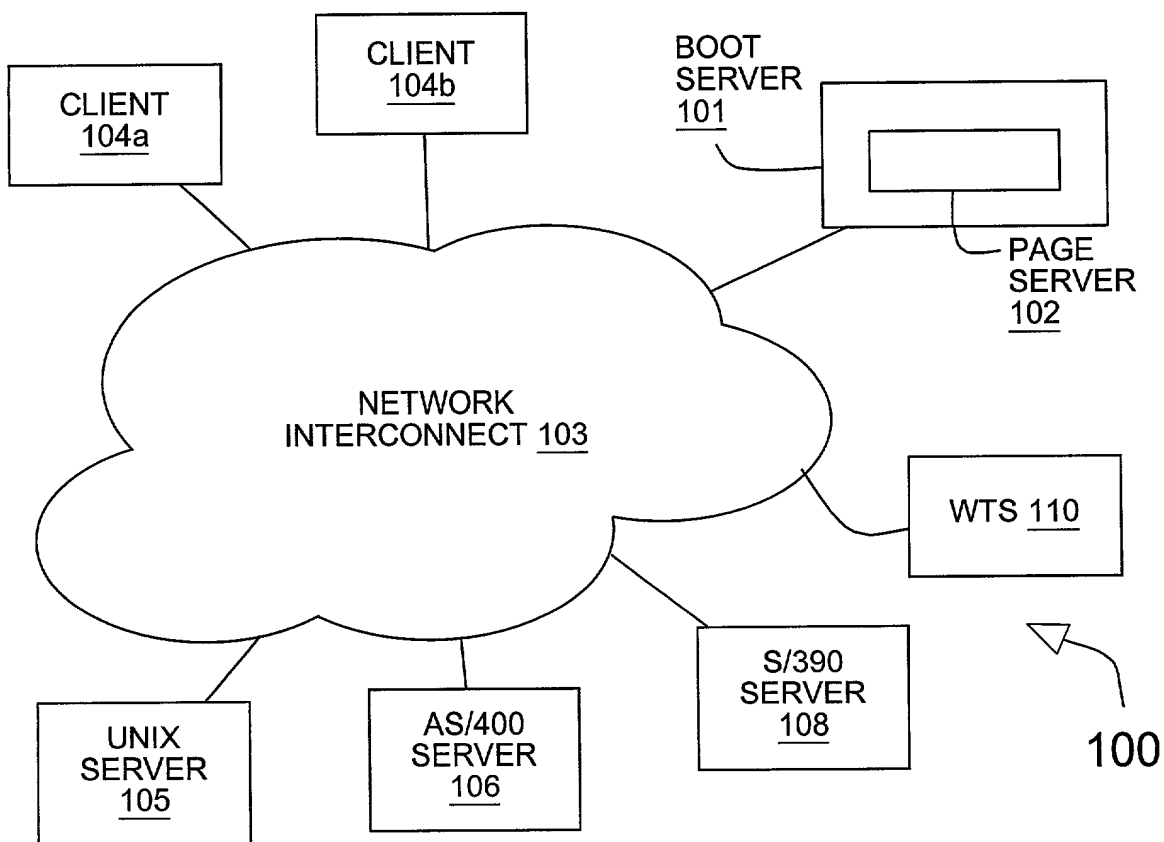 CLIENT
104a
CLIENT
104b
BOOT
SERVER
101
PAGE
SERVER
102
NETWORK
INTERCONNECT 103
WTS 110
S/390
SERVER
108
100
UNIX
SERVER
105
AS/400
SERVER
106